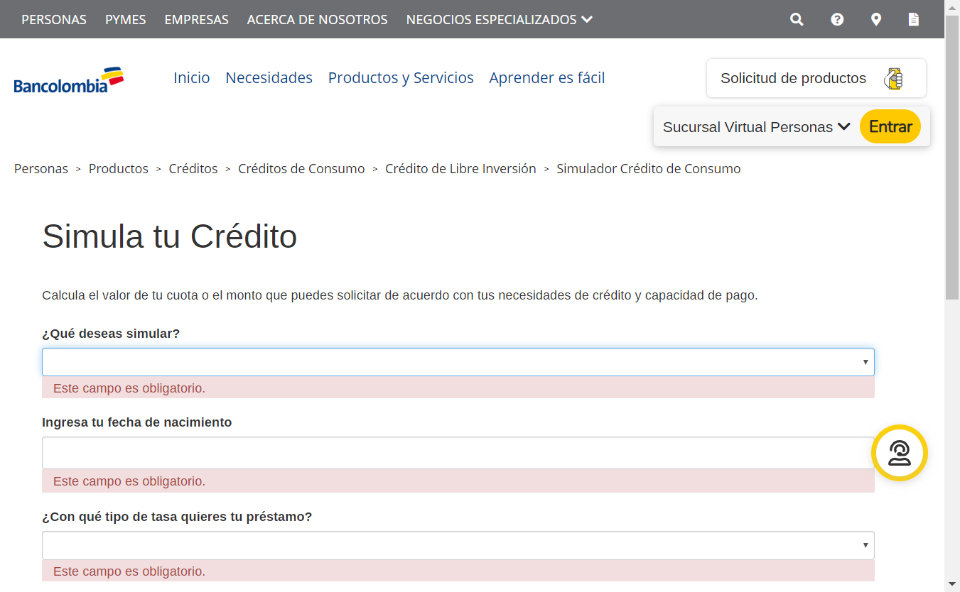 PERSONAS PYMES EMPRESAS ACERCA DE NOSOTROS NEGOCIOS ESPECIALIZADOS
Bancolombia Inicio Necesidades Productos y Servicios Aprender es fácil Solicitud de productos
Sucursal Virtual Personas Entrar
Personas > Productos > Créditos > Créditos de Consumo > Crédito de Libre Inversión > Simulador Crédito de Consumo
Simula tu Crédito
Calcula el valor de tu cuota o el monto que puedes solicitar de acuerdo con tus necesidades de crédito y capacidad de pago.
¿Qué deseas simular?
Este campo es obligatorio.
Ingresa tu fecha de nacimiento
Este campo es obligatorio.
¿Con qué tipo de tasa quieres tu préstamo?
Este campo es obligatorio.